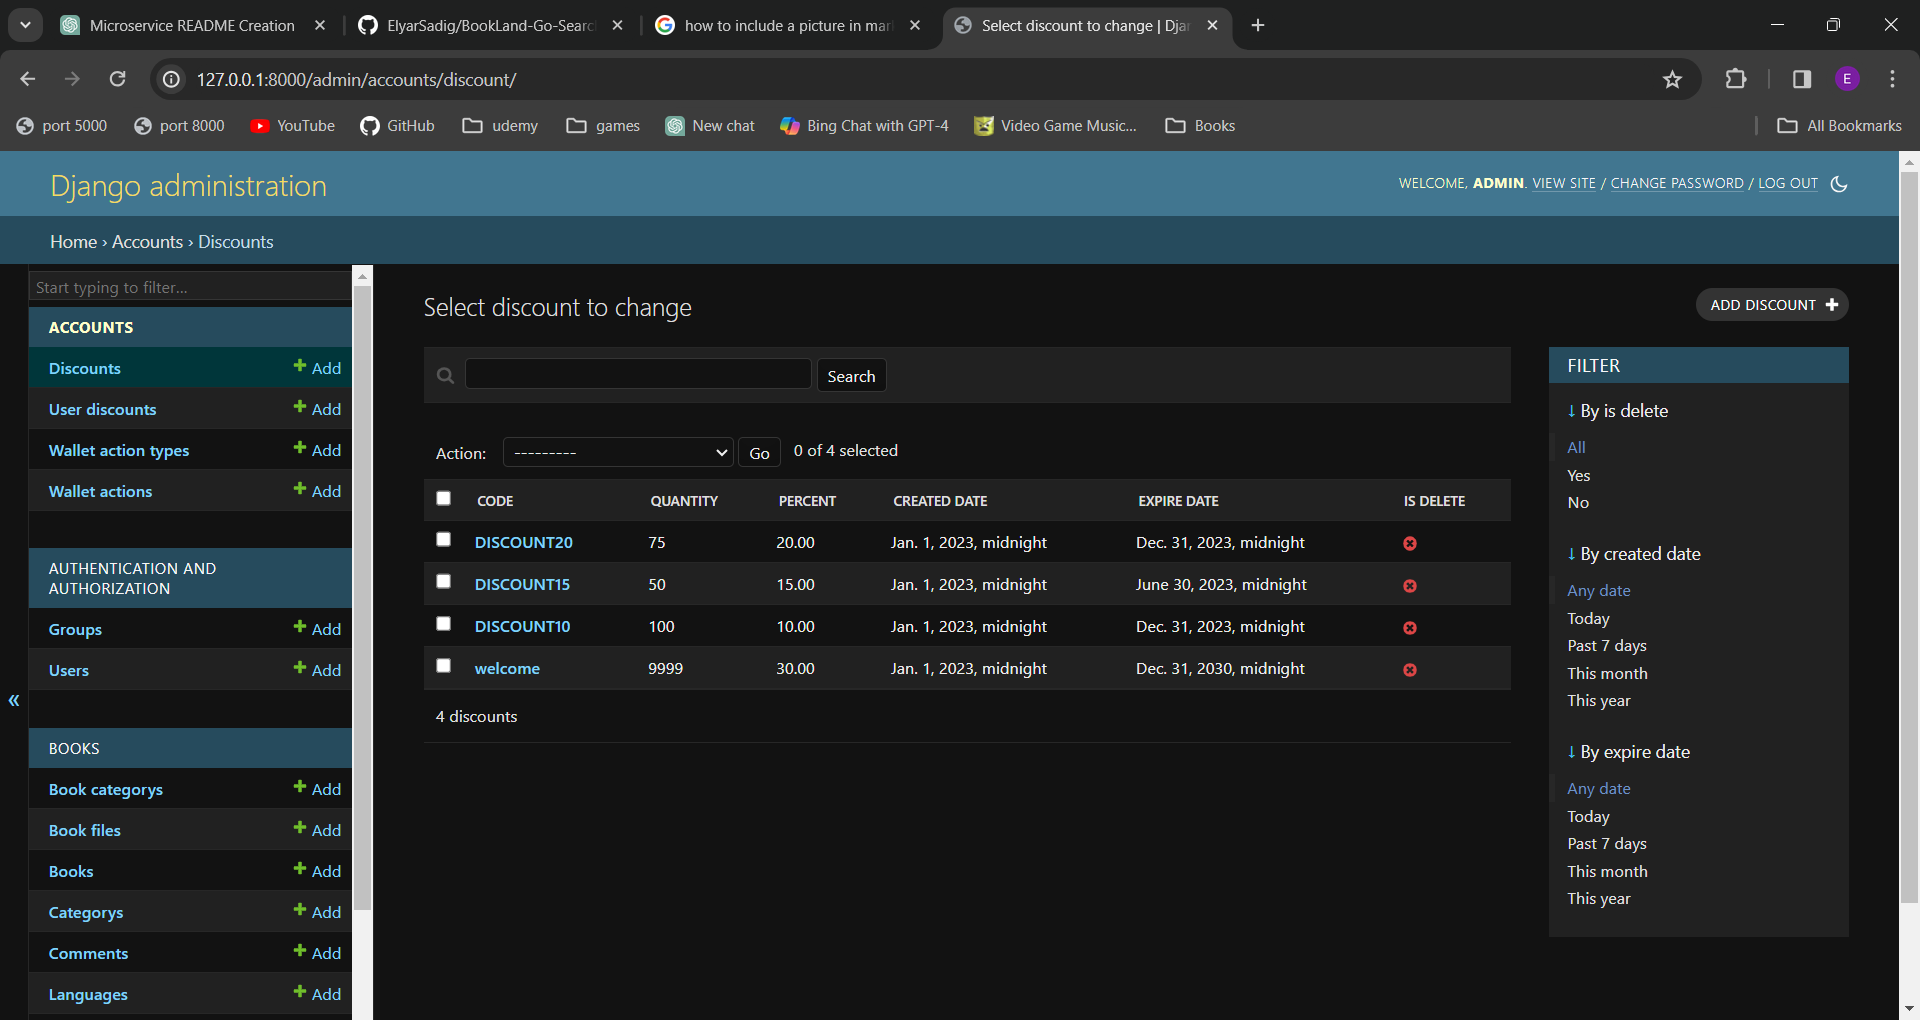 Microservice README Creation
ElyarSadig/BookLand-Go-Searc
how to include a picture in mar
Select discount to change | Djan
127.0.0.1:8000/admin/accounts/discount/
E
port 5000
port 8000
YouTube
GitHub
udemy
games
New chat
Bing Chat with GPT-4
Video Game Music...
Books
All Bookmarks
Django administration
WELCOME, ADMIN. VIEW SITE / CHANGE PASSWORD / LOG OUT
Home › Accounts › Discounts
Start typing to filter...
ACCOUNTS
Discounts + Add
User discounts + Add
Wallet action types + Add
Wallet actions + Add
AUTHENTICATION AND
AUTHORIZATION
Groups + Add
Users + Add
«
BOOKS
Book categorys + Add
Book files + Add
Books + Add
Categorys + Add
Comments + Add
Languages + Add
Select discount to change
ADD DISCOUNT +
Search
Action: --------- Go 0 of 4 selected
CODE QUANTITY PERCENT CREATED DATE EXPIRE DATE IS DELETE
DISCOUNT20 75 20.00 Jan. 1, 2023, midnight Dec. 31, 2023, midnight
DISCOUNT15 50 15.00 Jan. 1, 2023, midnight June 30, 2023, midnight
DISCOUNT10 100 10.00 Jan. 1, 2023, midnight Dec. 31, 2023, midnight
welcome 9999 30.00 Jan. 1, 2023, midnight Dec. 31, 2030, midnight
4 discounts
FILTER
↓ By is delete
All
Yes
No
↓ By created date
Any date
Today
Past 7 days
This month
This year
↓ By expire date
Any date
Today
Past 7 days
This month
This year